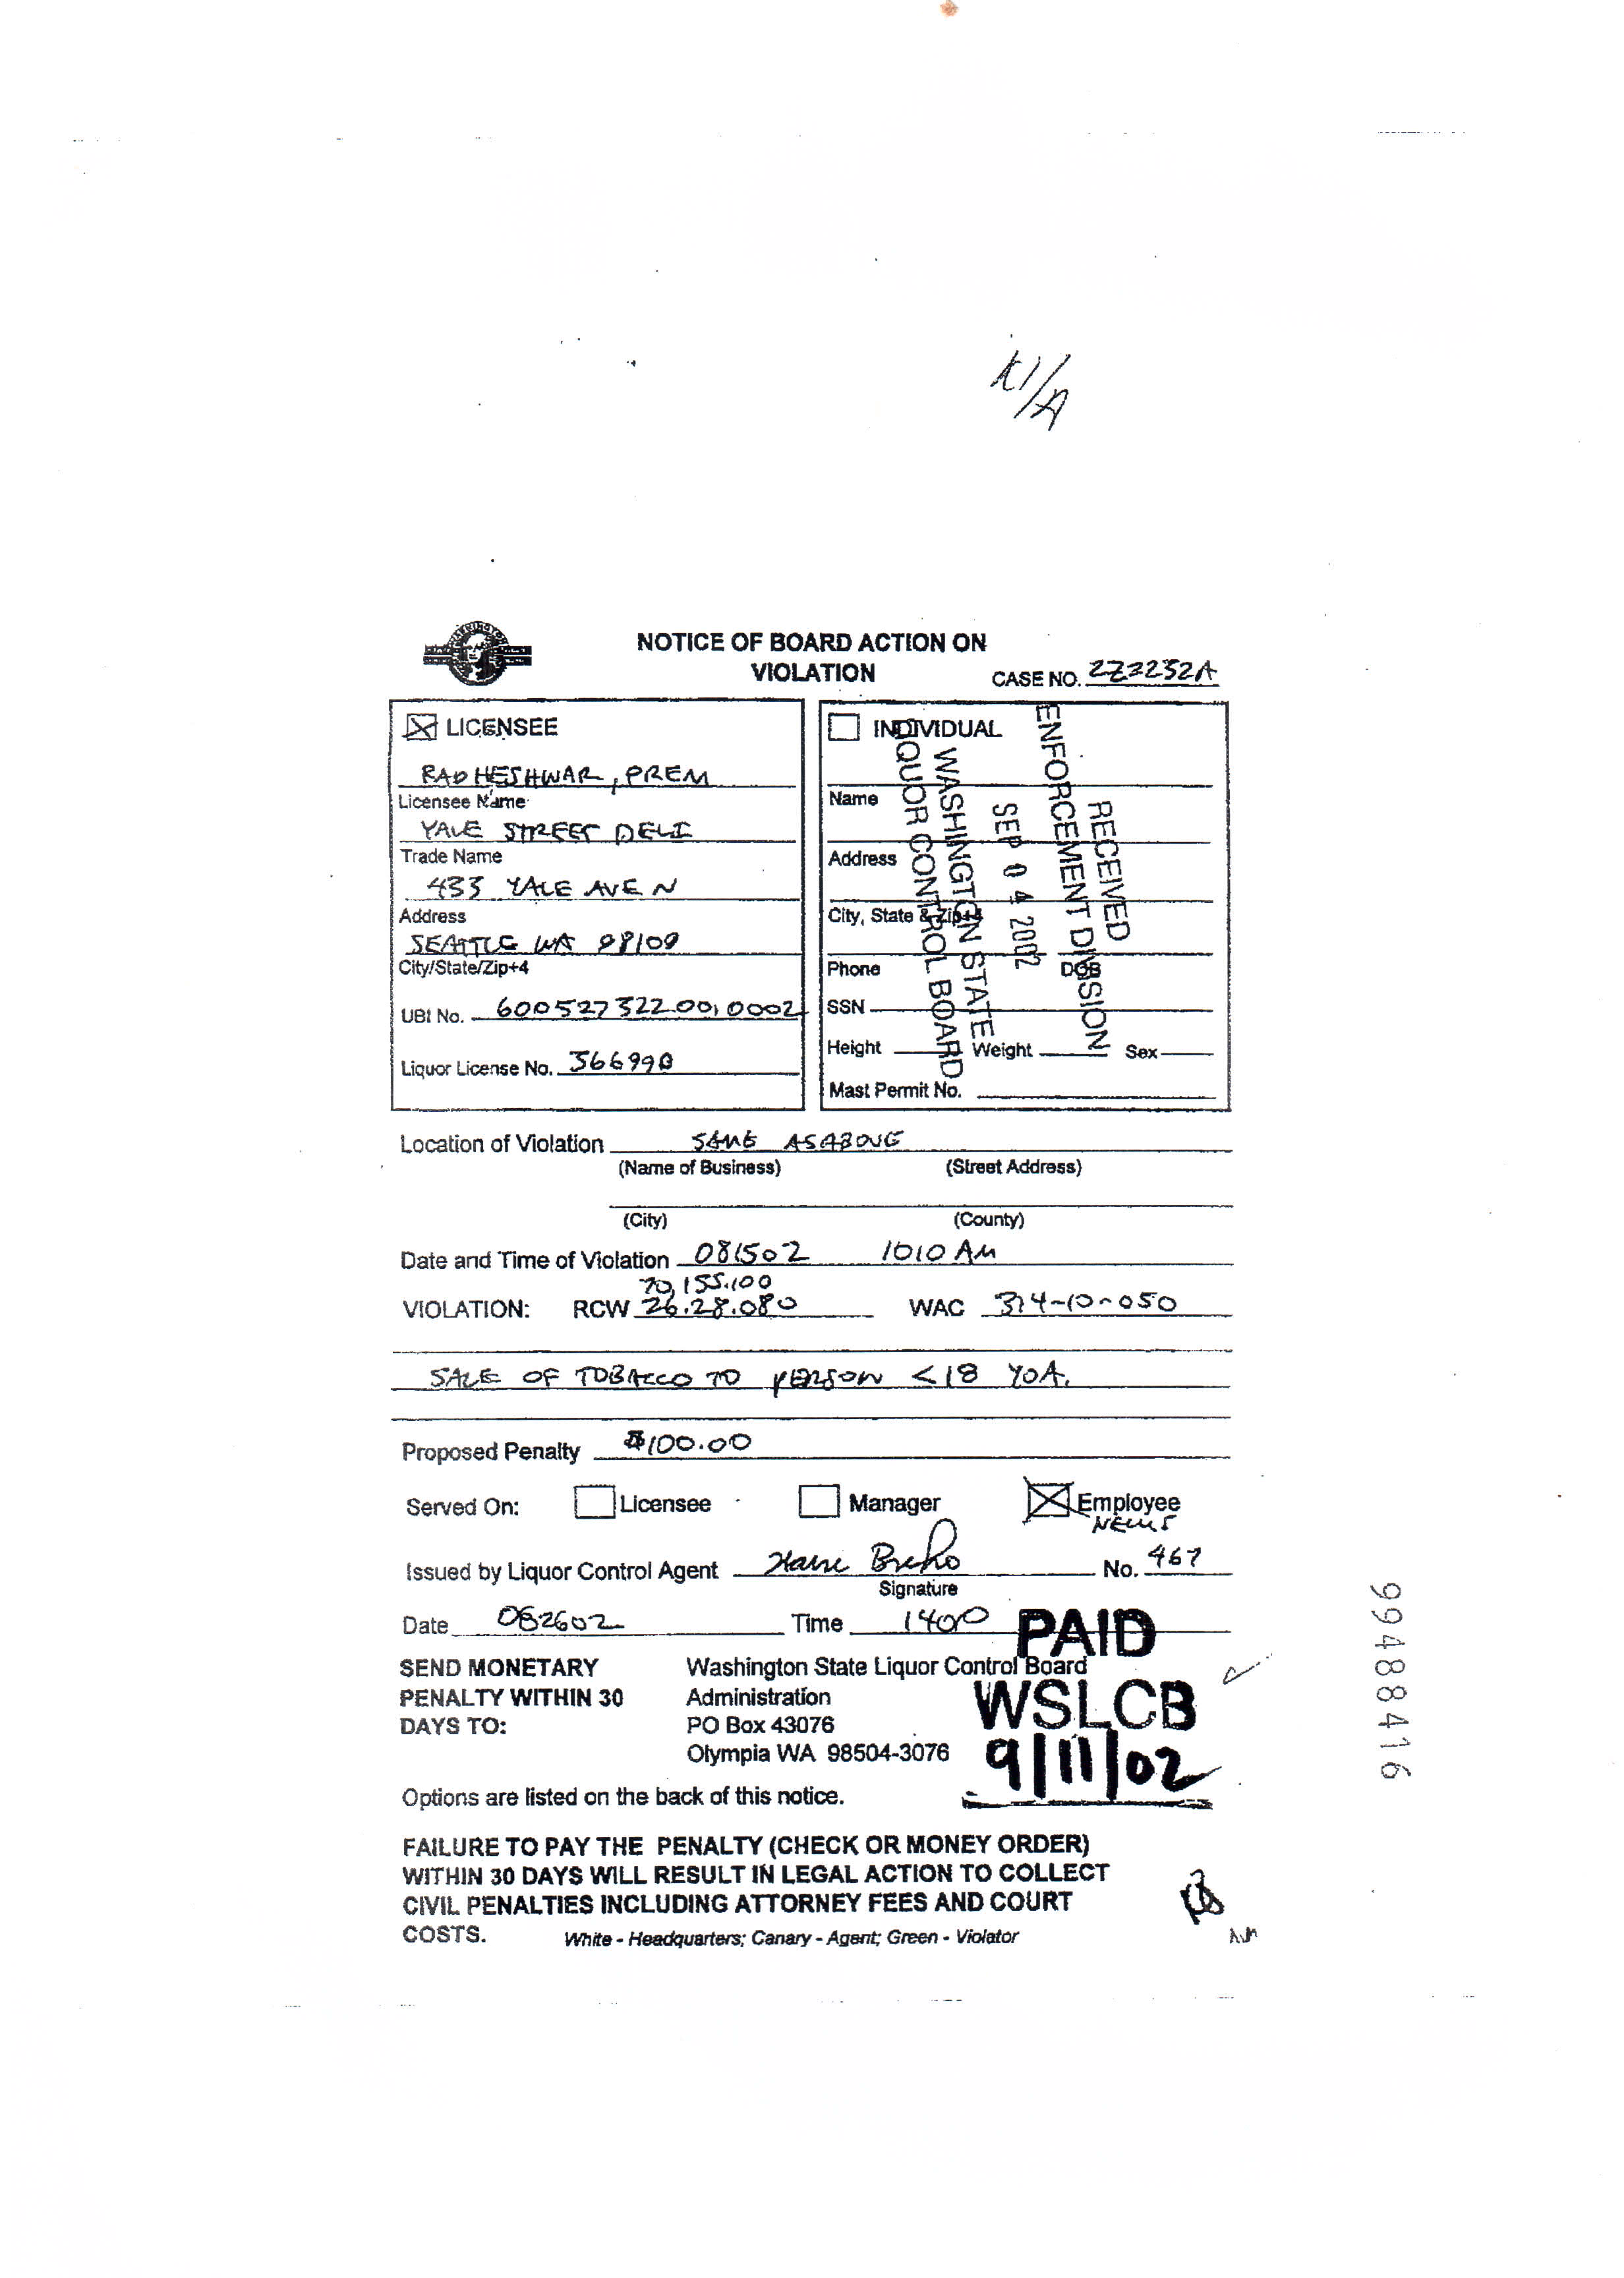 NOTICE OF BOARD ACTION ON
VIOLATION
CASE NO. 2Z2232A
LICENSEE
RADHESHWAR, PREM
Licensee Name
YALE STREET DELI
Trade Name
433 YALE AVE N
Address
SEATTLE WA 98109
City/State/Zip+4
UBI No. 600527322.001,0002
Liquor License No. 366990
INDIVIDUAL
Name
Address
City, State & Zip+4
Phone DOB
SSN
Height Weight Sex
Mast Permit No.
RECEIVED
ENFORCEMENT DIVISION
SEP 04 2002
WASHINGTON STATE
LIQUOR CONTROL BOARD
Location of Violation SAME AS ABOVE
(Name of Business) (Street Address)
(City) (County)
Date and Time of Violation 081502 1010 AM
70.155.100
VIOLATION: RCW 26.28.080 WAC 314-10-050
SALE OF TOBACCO TO PERSON <18 YOA.
Proposed Penalty $100.00
Served On: Licensee Manager Employee
Issued by Liquor Control Agent No. 467
Signature
Date 082602 Time 1400
PAID
WSLCB
9/11/02
SEND MONETARY
PENALTY WITHIN 30
DAYS TO:
Washington State Liquor Control Board
Administration
PO Box 43076
Olympia WA 98504-3076
Options are listed on the back of this notice.
FAILURE TO PAY THE PENALTY (CHECK OR MONEY ORDER)
WITHIN 30 DAYS WILL RESULT IN LEGAL ACTION TO COLLECT
CIVIL PENALTIES INCLUDING ATTORNEY FEES AND COURT
COSTS.
White - Headquarters; Canary - Agent; Green - Violator
99488416